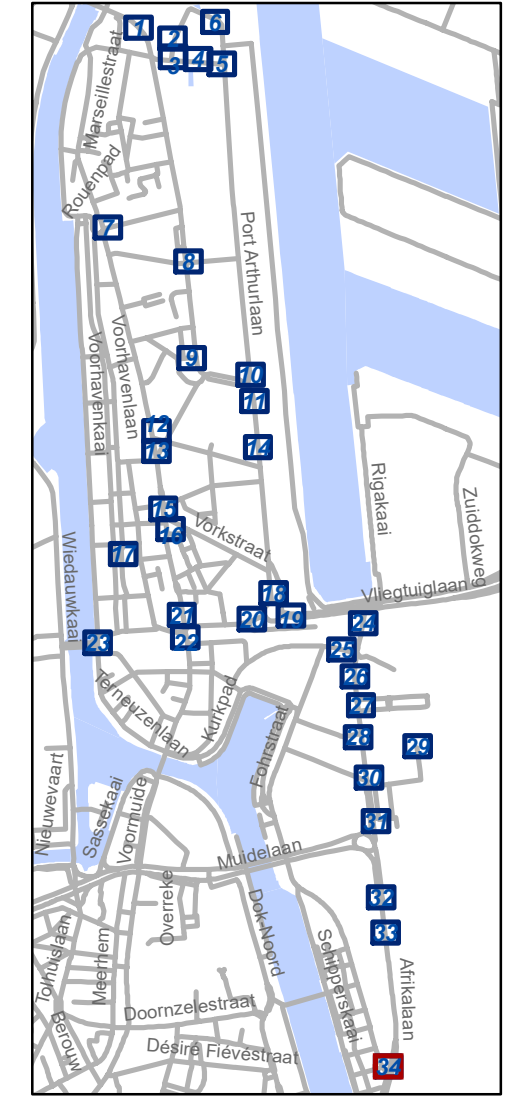 1
2
6
3
4
5
Marseillestraat
Rouenpad
7
Port Arthurlaan
8
Voorhavenlaan
Voorhavenkaai
9
10
11
12
13
14
Rigakaai
Zuiddokweg
15
16
Vorkstraat
17
Wiedauwkaai
18
Vliegtuiglaan
19
20
21
22
23
24
25
26
Terneuzenlaan
Kurkpad
27
Fohrstraat
28
29
30
Nieuwevaart
Sassekaai
Voormuide
31
Muidelaan
32
Overreke
Dok-Noord
33
Tolhuislaan
Meerhem
Schipperskaai
Afrikalaan
Doornzelestraat
Berouw
Désiré Fiévéstraat
34